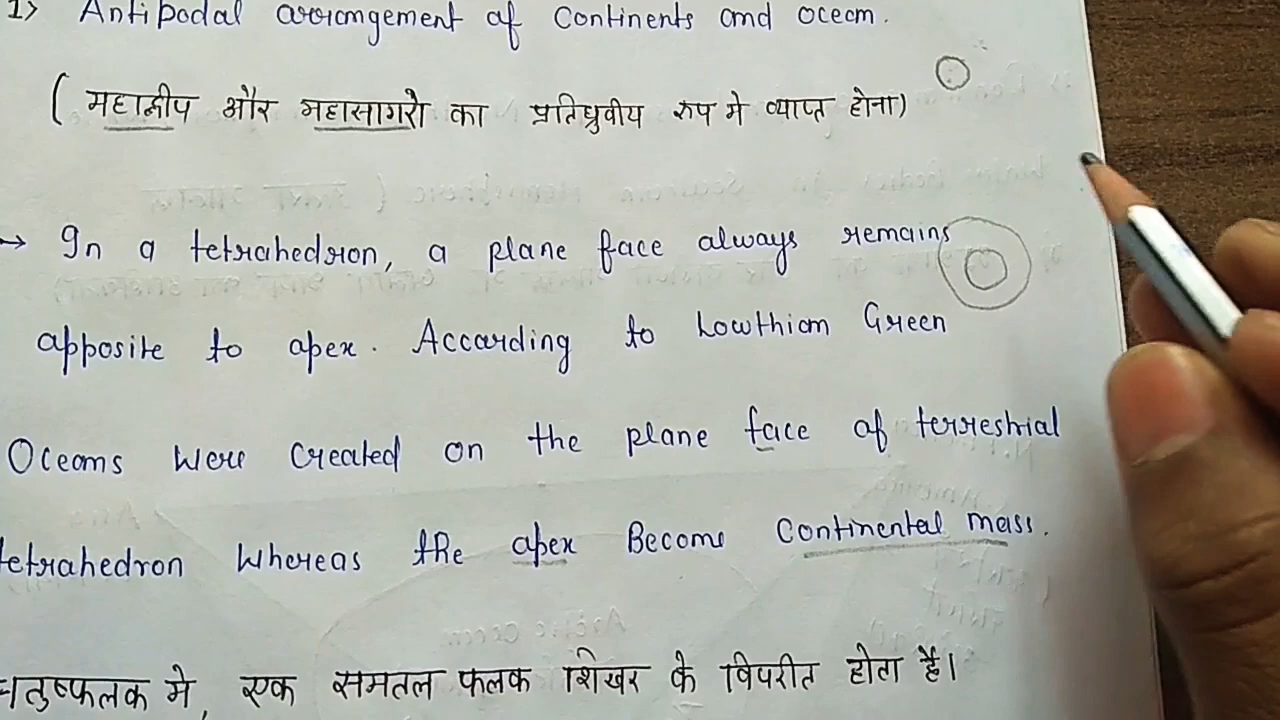 1> Antipodal arrangement of Continents and ocean.
( महाद्वीप और महासागरो का प्रतिध्रुवीय रुप मे व्याप्त होना)
→ In a tetrahedron, a plane face always remains
opposite to apex. According to Lowthian Green
Oceans were created on the plane face of terrestrial
tetrahedron whereas the apex Become continental mass.
चतुष्फलक मे, एक समतल फलक शिखर के विपरीत होता है।